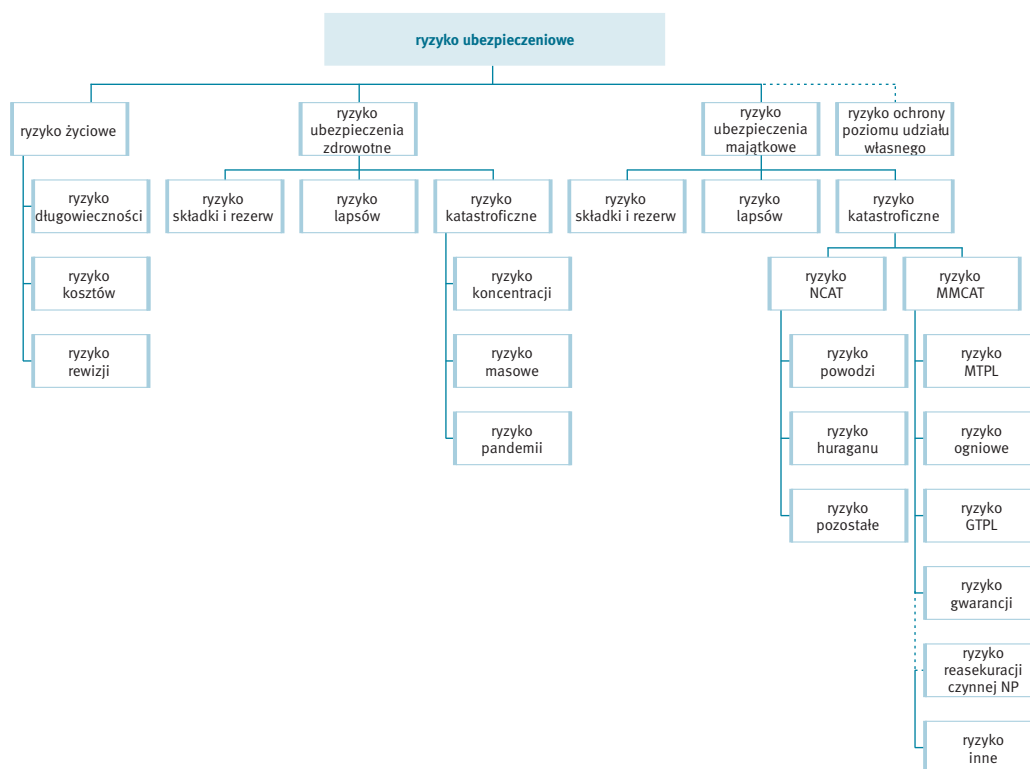 ryzyko ubezpieczeniowe
ryzyko życiowe
ryzyko
ubezpieczenia
zdrowotne
ryzyko
ubezpieczenia
majątkowe
ryzyko ochrony
poziomu udziału
własnego
ryzyko
długowieczności
ryzyko
składki i rezerw
ryzyko
lapsów
ryzyko
katastroficzne
ryzyko
składki i rezerw
ryzyko
lapsów
ryzyko
katastroficzne
ryzyko
kosztów
ryzyko
koncentracji
ryzyko
NCAT
ryzyko
MMCAT
ryzyko
rewizji
ryzyko
masowe
ryzyko
powodzi
ryzyko
MTPL
ryzyko
pandemii
ryzyko
huraganu
ryzyko
ogniowe
ryzyko
pozostałe
ryzyko
GTPL
ryzyko
gwarancji
ryzyko
reasekuracji
czynnej NP
ryzyko
inne